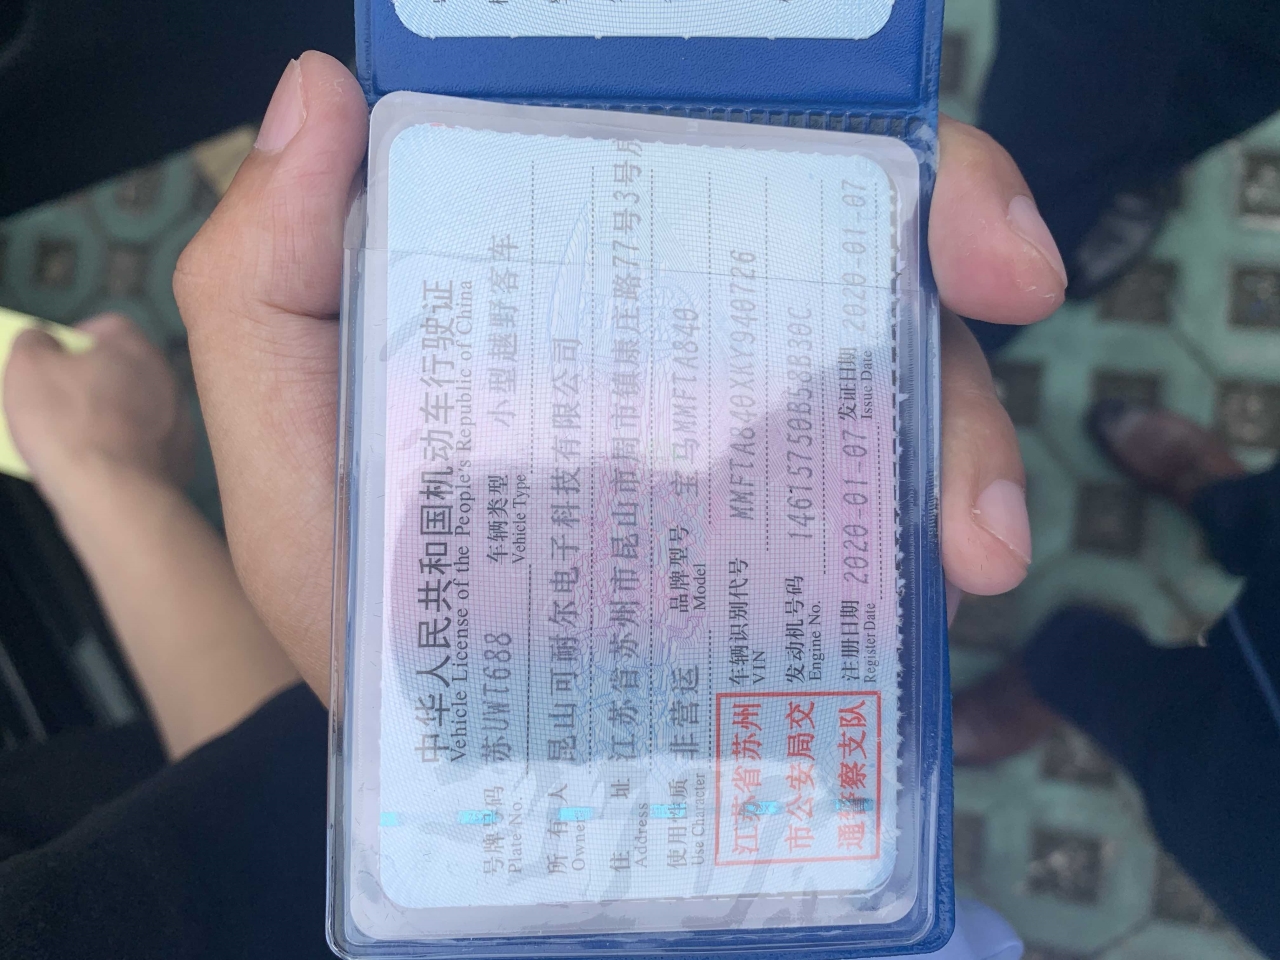 中华人民共和国机动车行驶证
Vehicle License of the People's Republic of China
号牌号码 苏UWT688 车辆类型 小型越野客车
Plate No. Vehicle Type
所有人 昆山可耐尔电子科技有限公司
Owner
住址 江苏省苏州市昆山市周市镇康庄路77号3号房
Address
使用性质 非营运 品牌型号 宝马MMFTA840
Use Character Model
车辆识别代号 MMFTA840XKY940726
VIN
发动机号码 14615750B58B30C
Engine No.
注册日期 2020-01-07 发证日期 2020-01-07
Register Date Issue Date
江苏省苏州
市公安局交
通警察支队